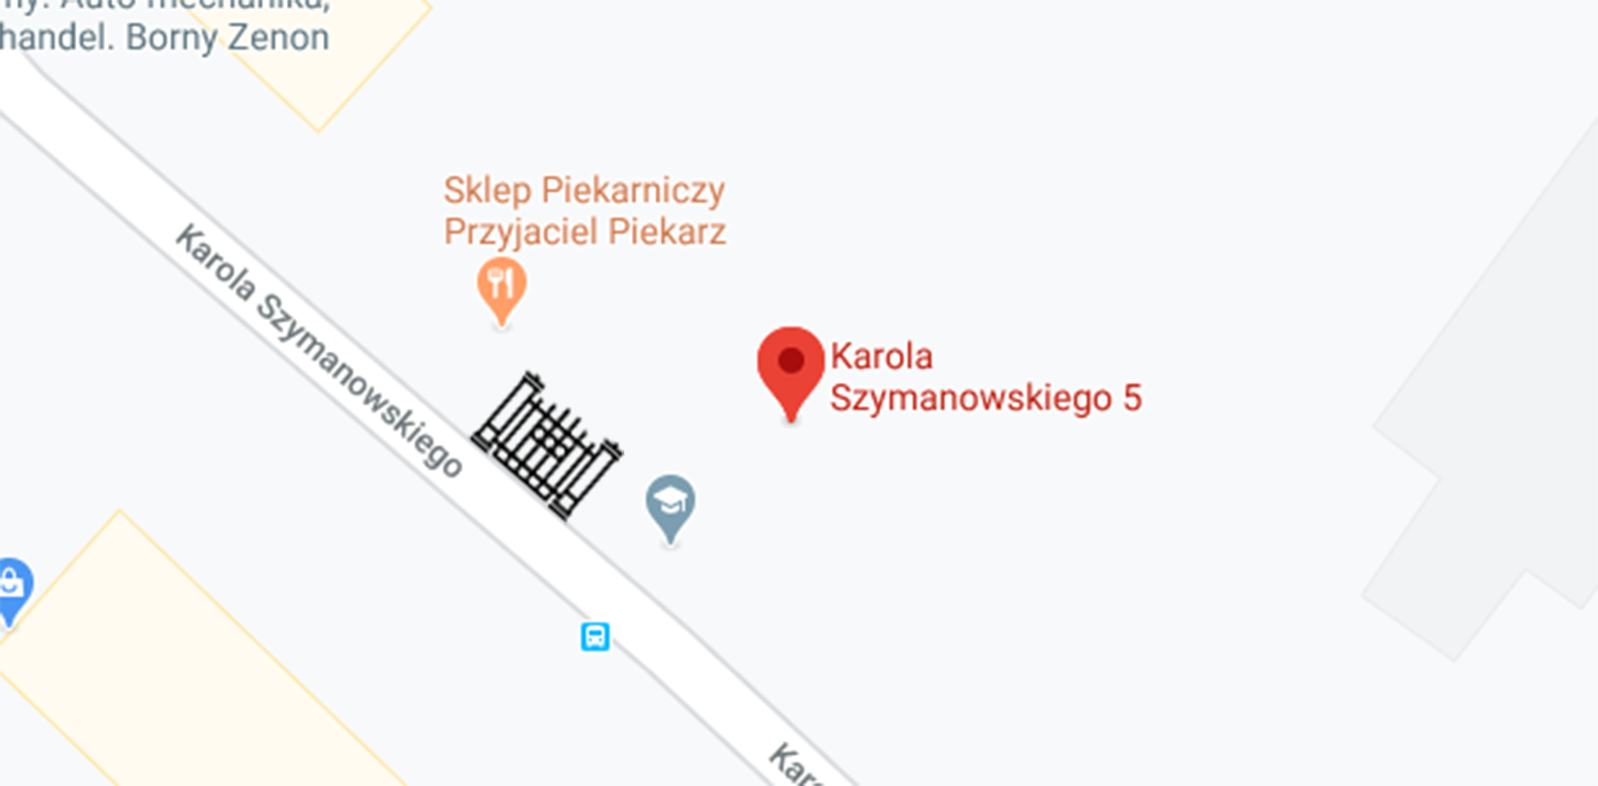 handel. Borny Zenon
Sklep Piekarniczy
Przyjaciel Piekarz
Karola Szymanowskiego
Karola
Szymanowskiego 5